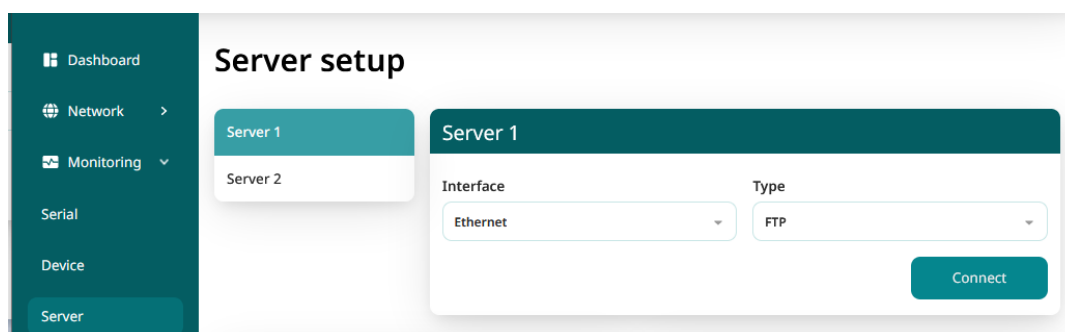 Dashboard
Network
Monitoring
Serial
Device
Server
Server setup
Server 1
Server 2
Server 1
Interface
Type
Ethernet
FTP
Connect